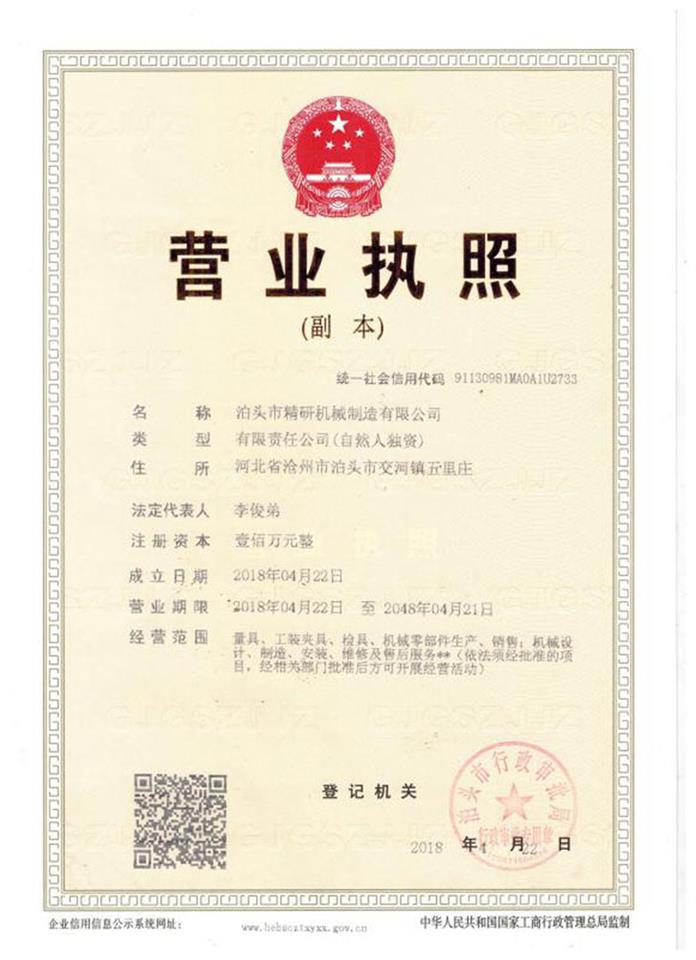 营业执照
(副 本)
统一社会信用代码 91130981MA0A1U2733
名 称 泊头市精研机械制造有限公司
类 型 有限责任公司(自然人独资)
住 所 河北省沧州市泊头市交河镇五里庄
法定代表人 李俊弟
注册资本 壹佰万元整
成立日期 2018年04月22日
营业期限 2018年04月22日 至 2048年04月21日
经营范围 量具、工装夹具、检具、机械零部件生产、销售；机械设
计、制造、安装、维修及售后服务**（依法须经批准的项
目，经相关部门批准后方可开展经营活动）
登记机关
泊头市行政审批局
行政审批专用章
2018 年 4 月 22 日
企业信用信息公示系统网址：
www.hebscztxyxx.gov.cn
中华人民共和国国家工商行政管理总局监制